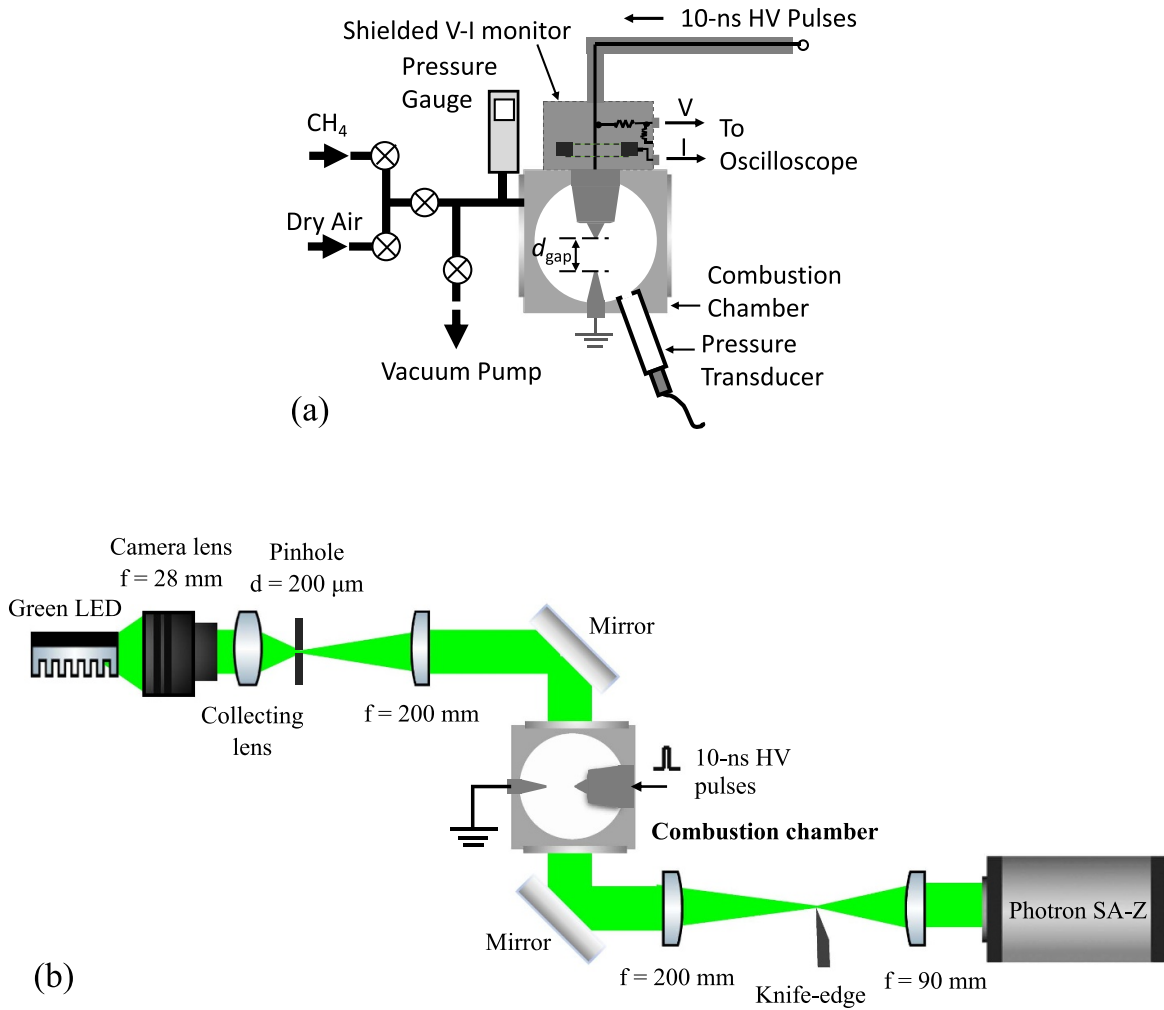 10-ns HV Pulses
Shielded V-I monitor
Pressure
Gauge
CH₄
V
To
I
Oscilloscope
Dry Air
d_gap
Combustion
Chamber
Pressure
Transducer
Vacuum Pump
(a)
Camera lens
f = 28 mm
Pinhole
d = 200 μm
Green LED
Mirror
Collecting
lens
f = 200 mm
10-ns HV
pulses
Combustion chamber
Photron SA-Z
Mirror
f = 200 mm
f = 90 mm
Knife-edge
(b)